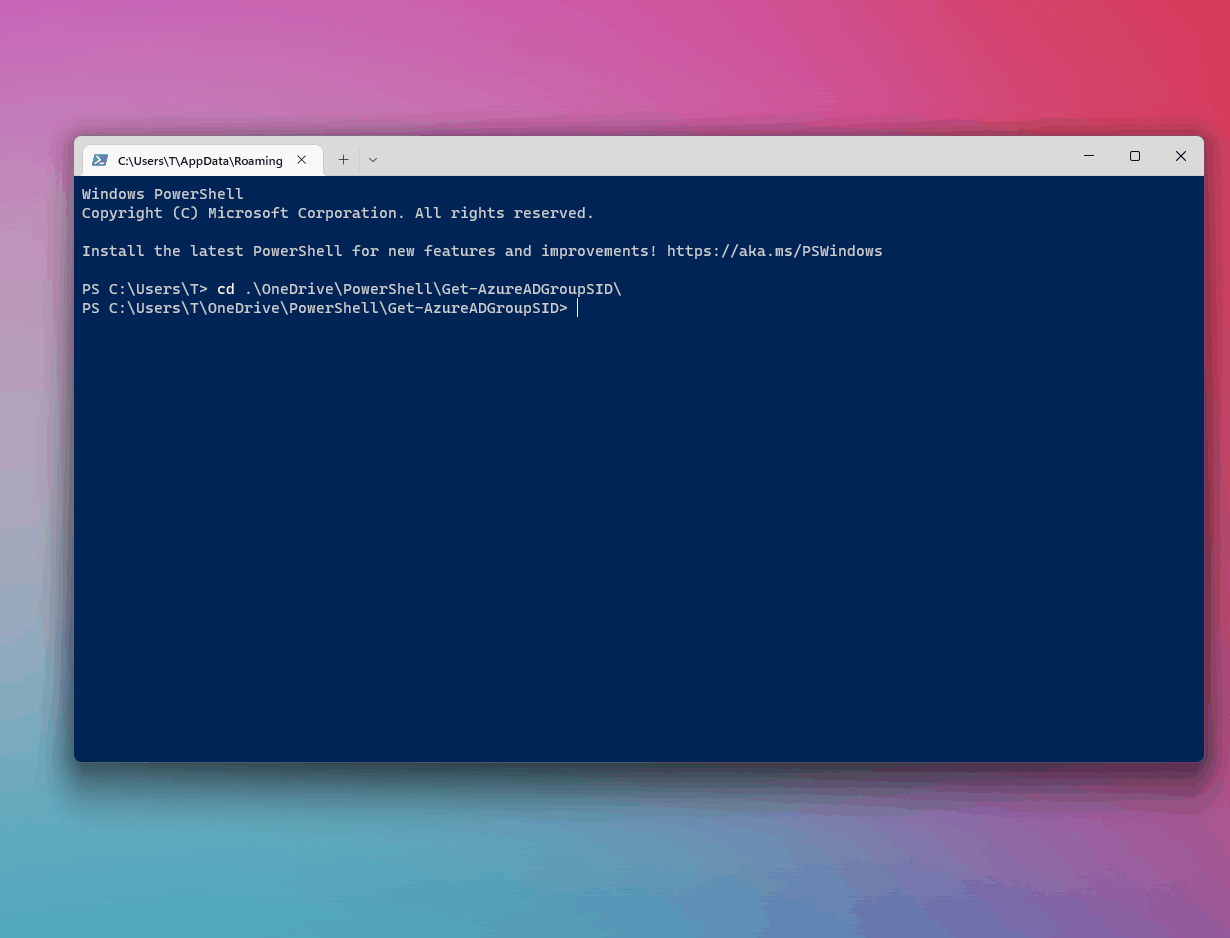 C:\Users\T\AppData\Roaming
Windows PowerShell
Copyright (C) Microsoft Corporation. All rights reserved.
Install the latest PowerShell for new features and improvements! https://aka.ms/PSWindows
PS C:\Users\T> cd .\OneDrive\PowerShell\Get-AzureADGroupSID\
PS C:\Users\T\OneDrive\PowerShell\Get-AzureADGroupSID>